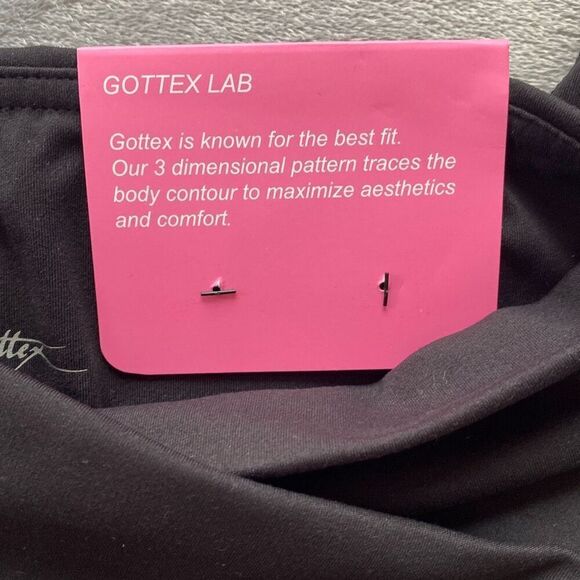 GOTTEX LAB
Gottex is known for the best fit.
Our 3 dimensional pattern traces the
body contour to maximize aesthetics
and comfort.